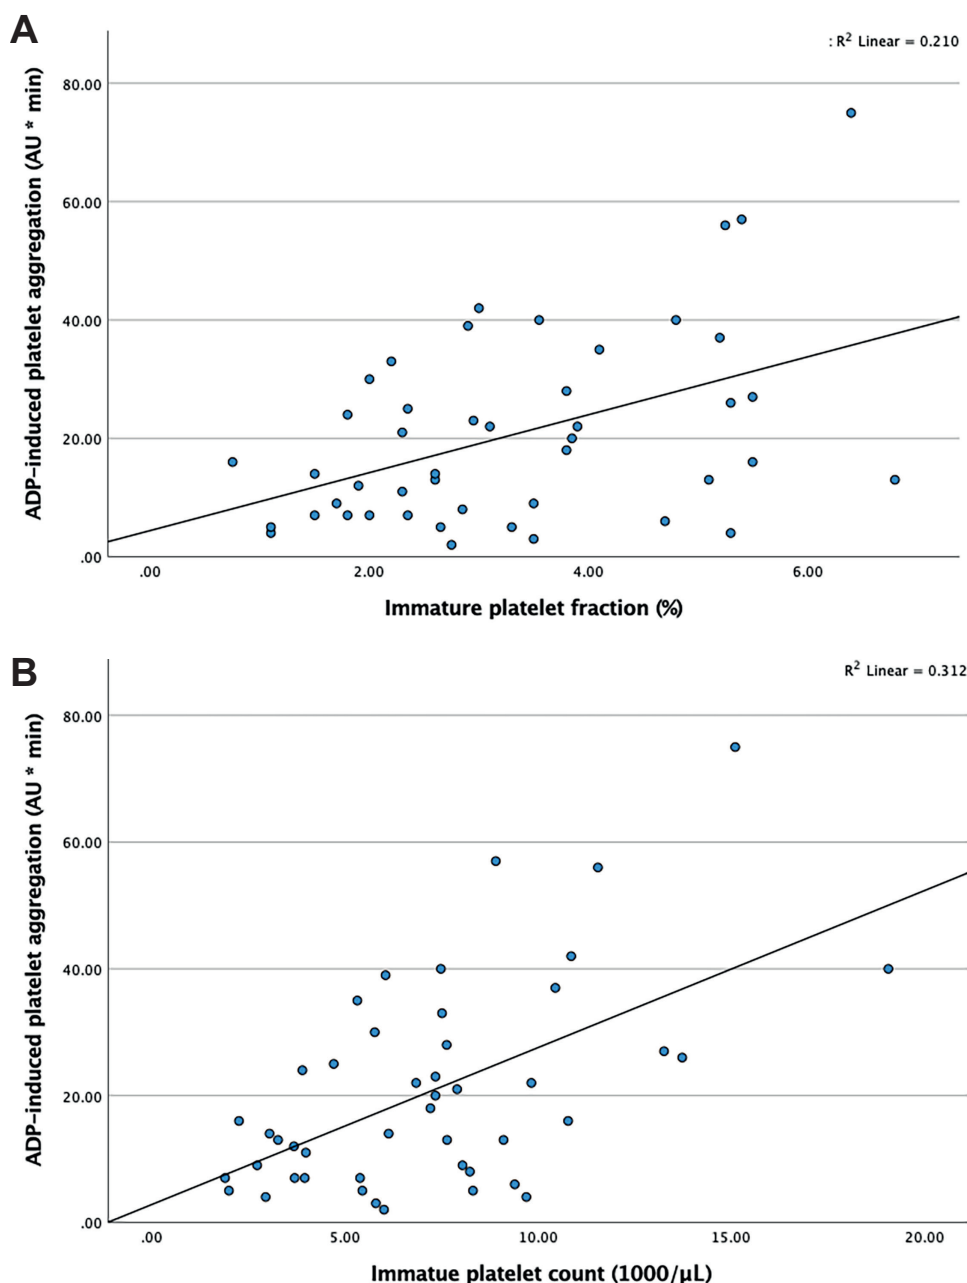 A
: R² Linear = 0.210
ADP-induced platelet aggregation (AU * min)
80.00
60.00
40.00
20.00
.00
.00 2.00 4.00 6.00
Immature platelet fraction (%)
B
R² Linear = 0.312
ADP-induced platelet aggregation (AU * min)
80.00
60.00
40.00
20.00
.00
.00 5.00 10.00 15.00 20.00
Immatue platelet count (1000/µL)